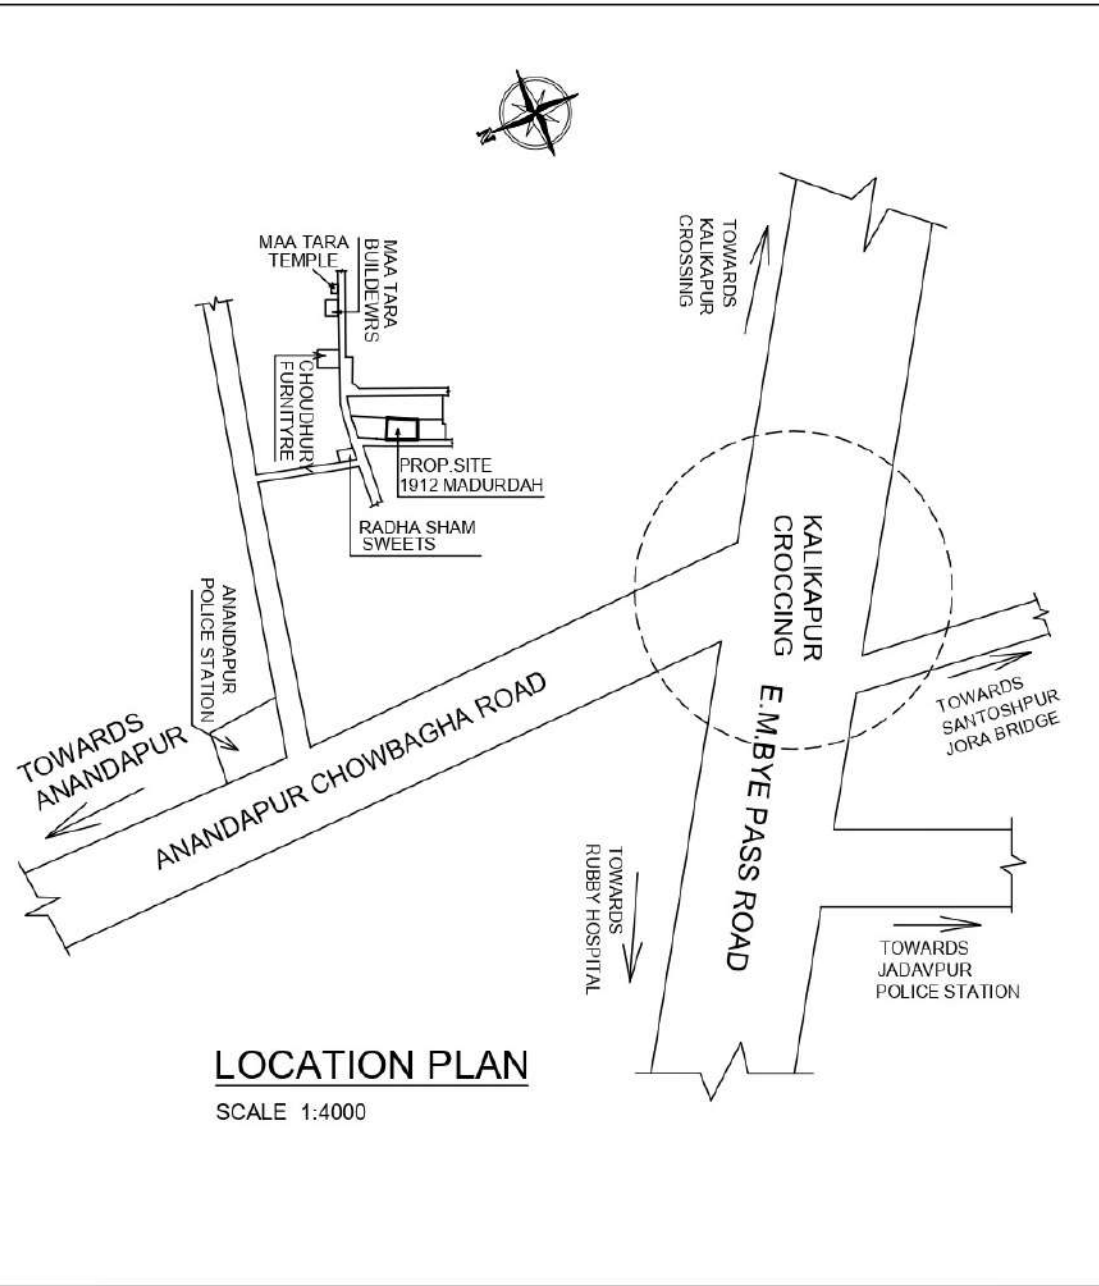 N
MAA TARA
TEMPLE
MAA TARA
BUILDEWRS
TOWARDS
KALIKAPUR
CROSSING
CHOUDHURY
FURNITYRE
PROP.SITE
1912 MADURDAH
RADHA SHAM
SWEETS
KALIKAPUR
CROCCING
ANANDAPUR
POLICE STATION
TOWARDS
ANANDAPUR
ANANDAPUR CHOWBAGHA ROAD
E.M.BYE PASS ROAD
TOWARDS
SANTOSHPUR
JORA BRIDGE
TOWARDS
RUBBY HOSPITAL
TOWARDS
JADAVPUR
POLICE STATION
LOCATION PLAN
SCALE 1:4000